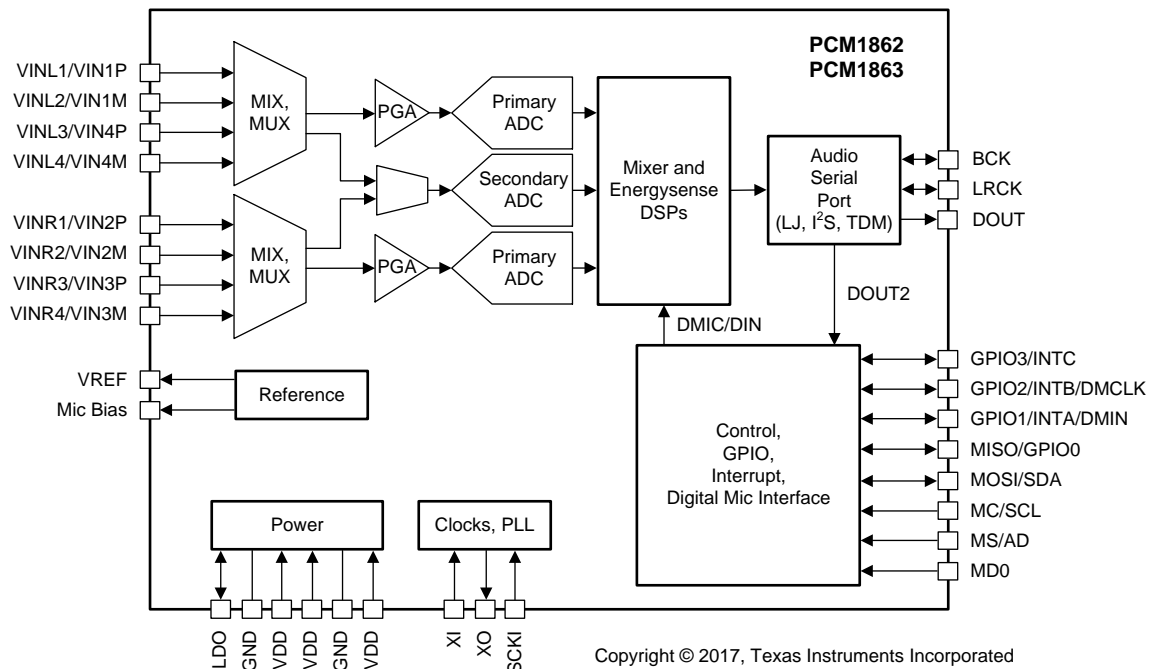 PCM1862
PCM1863
VINL1/VIN1P
VINL2/VIN1M
VINL3/VIN4P
VINL4/VIN4M
MIX,
MUX
PGA
Primary
ADC
Secondary
ADC
VINR1/VIN2P
VINR2/VIN2M
VINR3/VIN3P
VINR4/VIN3M
MIX,
MUX
PGA
Primary
ADC
Mixer and
Energysense
DSPs
Audio
Serial
Port
(LJ, I²S, TDM)
BCK
LRCK
DOUT
DOUT2
DMIC/DIN
VREF
Mic Bias
Reference
Control,
GPIO,
Interrupt,
Digital Mic Interface
GPIO3/INTC
GPIO2/INTB/DMCLK
GPIO1/INTA/DMIN
MISO/GPIO0
MOSI/SDA
MC/SCL
MS/AD
MD0
Power
Clocks, PLL
LDO
GND
VDD
VDD
GND
VDD
XI
XO
SCKI
Copyright © 2017, Texas Instruments Incorporated